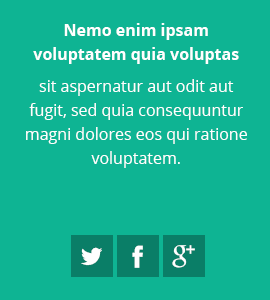 Nemo enim ipsam
voluptatem quia voluptas
sit aspernatur aut odit aut
fugit, sed quia consequuntur
magni dolores eos qui ratione
voluptatem.
f g+